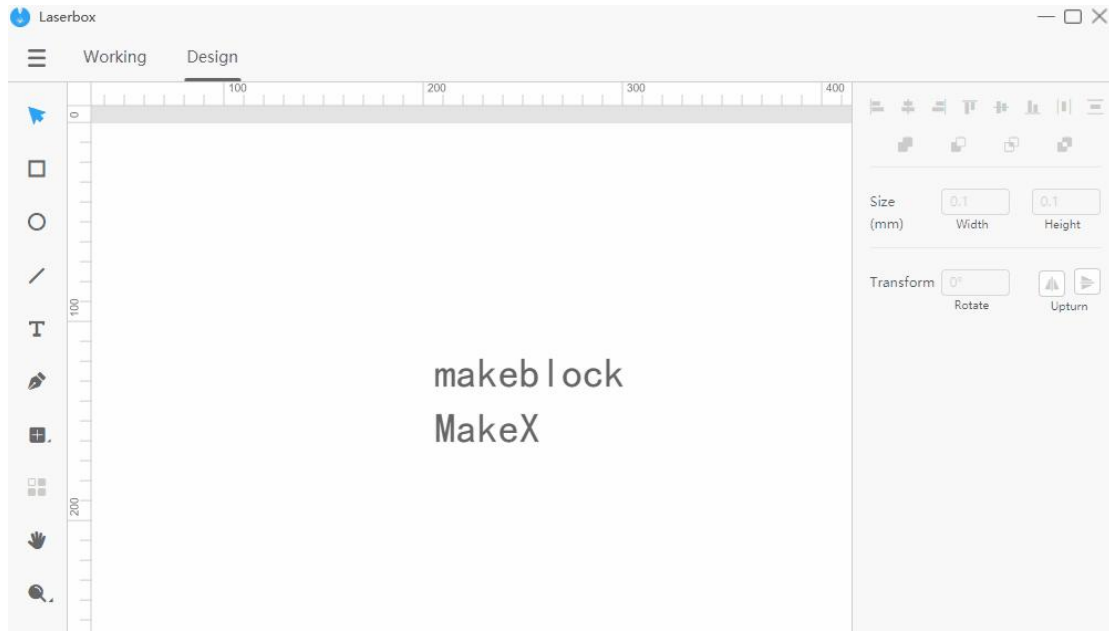 Laserbox
Working Design
100 200 300 400
0
Size
(mm)
0.1 0.1
Width Height
100
Transform 0°
Rotate Upturn
T
makeblock
MakeX
200